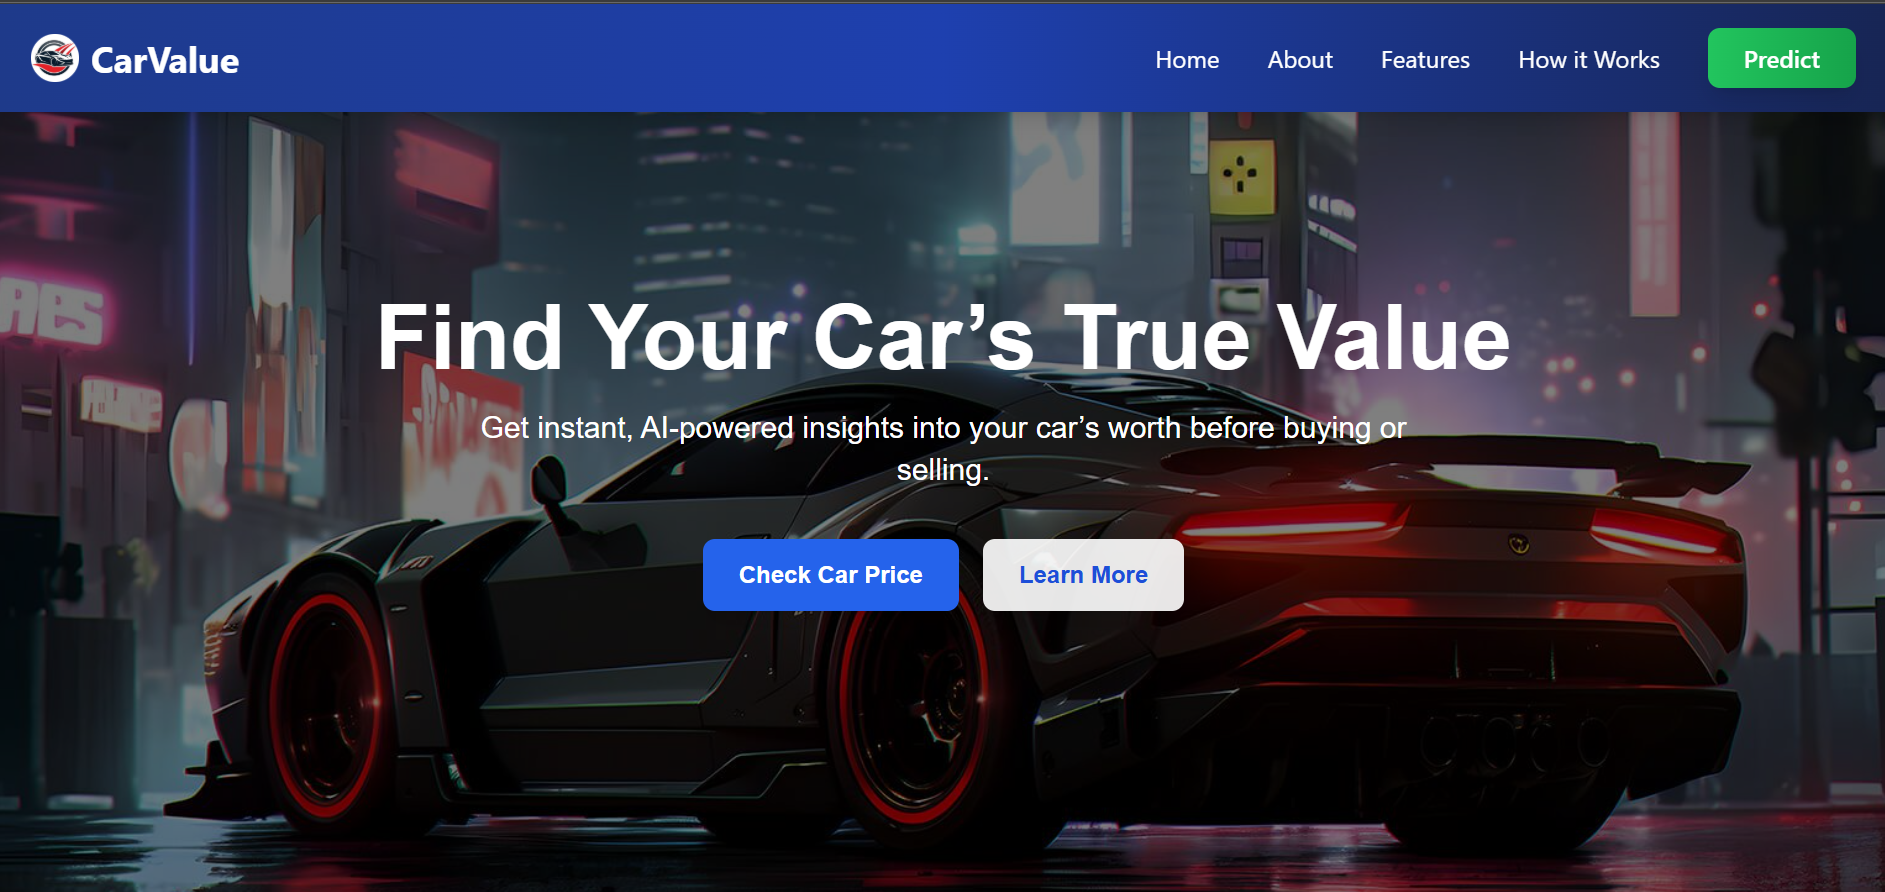 CarValue
Home
About
Features
How it Works
Predict
Find Your Car’s True Value
Get instant, AI-powered insights into your car’s worth before buying or
selling.
Check Car Price
Learn More